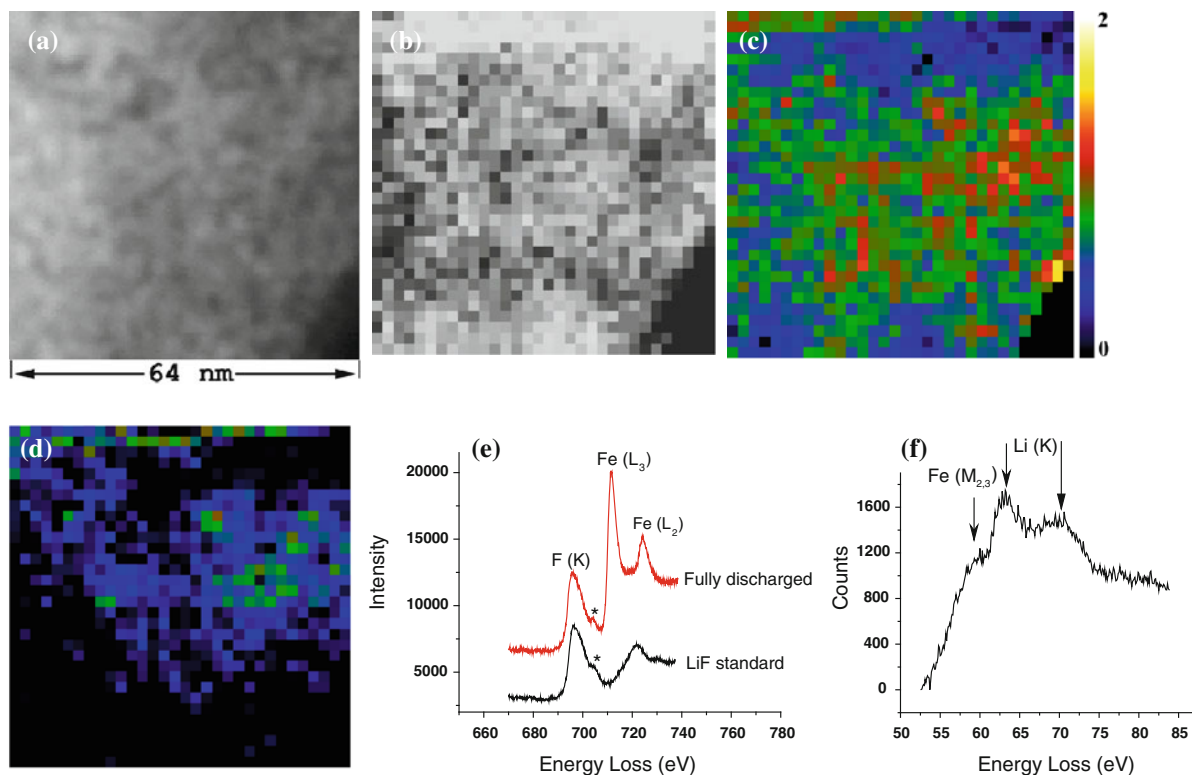 (a)
(b)
(c)
2
0
64 nm
(d)
(e)
Fe (L3)
Fe (L2)
F (K)
*
Fully discharged
*
LiF standard
20000
15000
10000
5000
Intensity
660 680 700 720 740 760 780
Energy Loss (eV)
(f)
Li (K)
Fe (M2,3)
1600
1200
800
400
0
Counts
50 55 60 65 70 75 80 85
Energy Loss (eV)